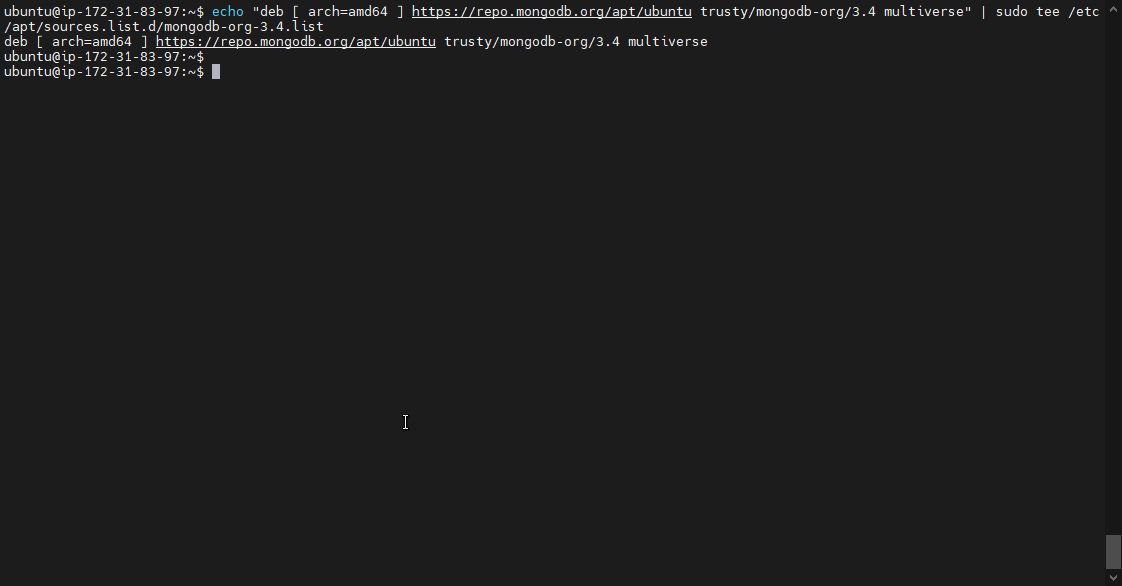 ubuntu@ip-172-31-83-97:~$ echo "deb [ arch=amd64 ] https://repo.mongodb.org/apt/ubuntu trusty/mongodb-org/3.4 multiverse" | sudo tee /etc
/apt/sources.list.d/mongodb-org-3.4.list
deb [ arch=amd64 ] https://repo.mongodb.org/apt/ubuntu trusty/mongodb-org/3.4 multiverse
ubuntu@ip-172-31-83-97:~$
ubuntu@ip-172-31-83-97:~$